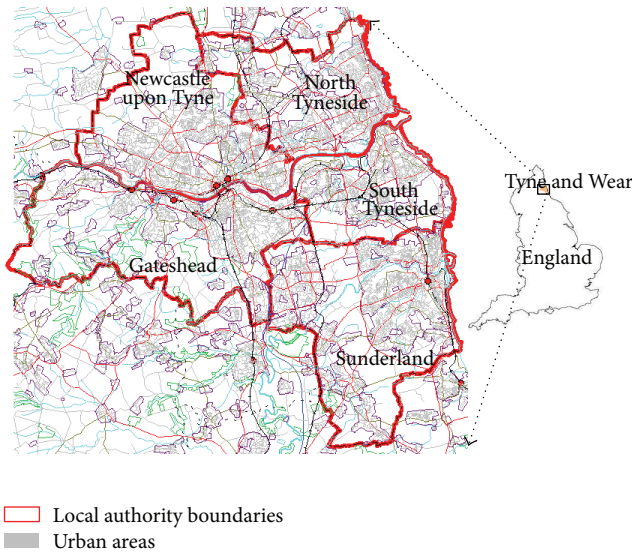 Newcastle
upon Tyne
North
Tyneside
South
Tyneside
Gateshead
Sunderland
Tyne and Wear
England
Local authority boundaries
Urban areas